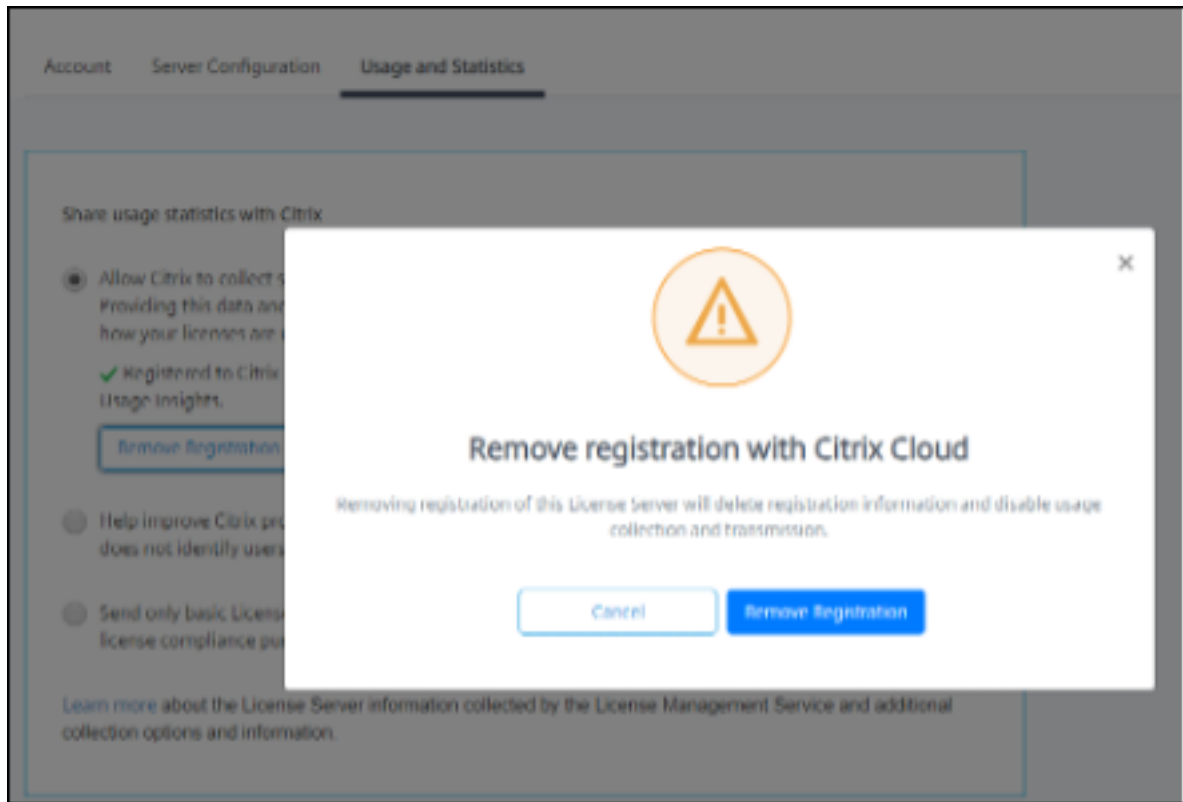 Account Server Configuration Usage and Statistics
Share usage statistics with Citrix
Allow Citrix to collect s
Providing this data and
how your licenses are
Registered to Citrix
Usage Insights.
Remove Registration
Help improve Citrix pro
does not identify users
Send only basic License
license compliance pu
Learn more about the License Server information collected by the License Management Service and additional
collection options and information.
Remove registration with Citrix Cloud
Removing registration of this License Server will delete registration information and disable usage
collection and transmission.
Cancel Remove Registration